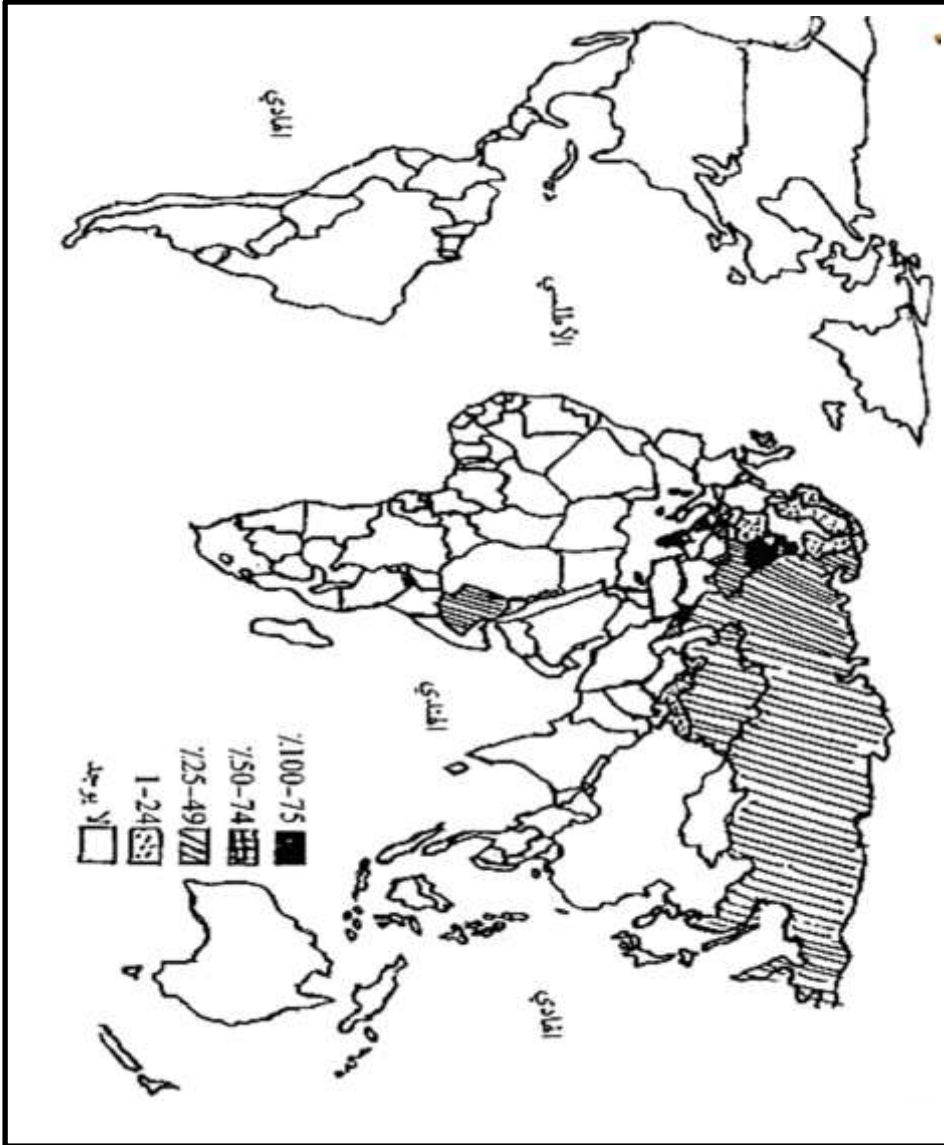 الهادي
الأطلسي
الهندي
الهادي
%100-75
%50-74
%25-49
1-24
لا يوجد